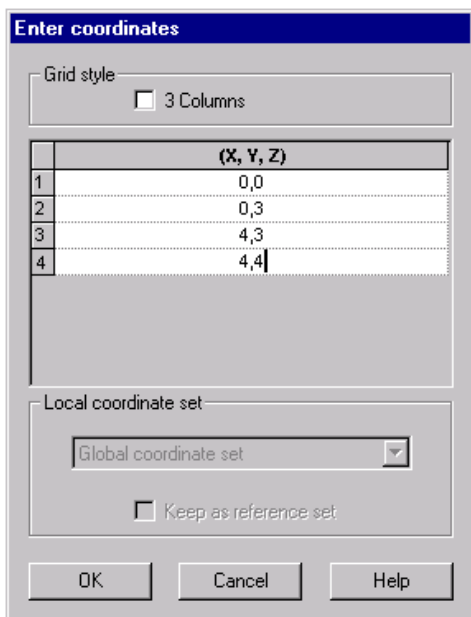 Enter coordinates
Grid style
3 Columns
(X, Y, Z)
1 0,0
2 0,3
3 4,3
4 4,4
Local coordinate set
Global coordinate set
Keep as reference set
OK Cancel Help